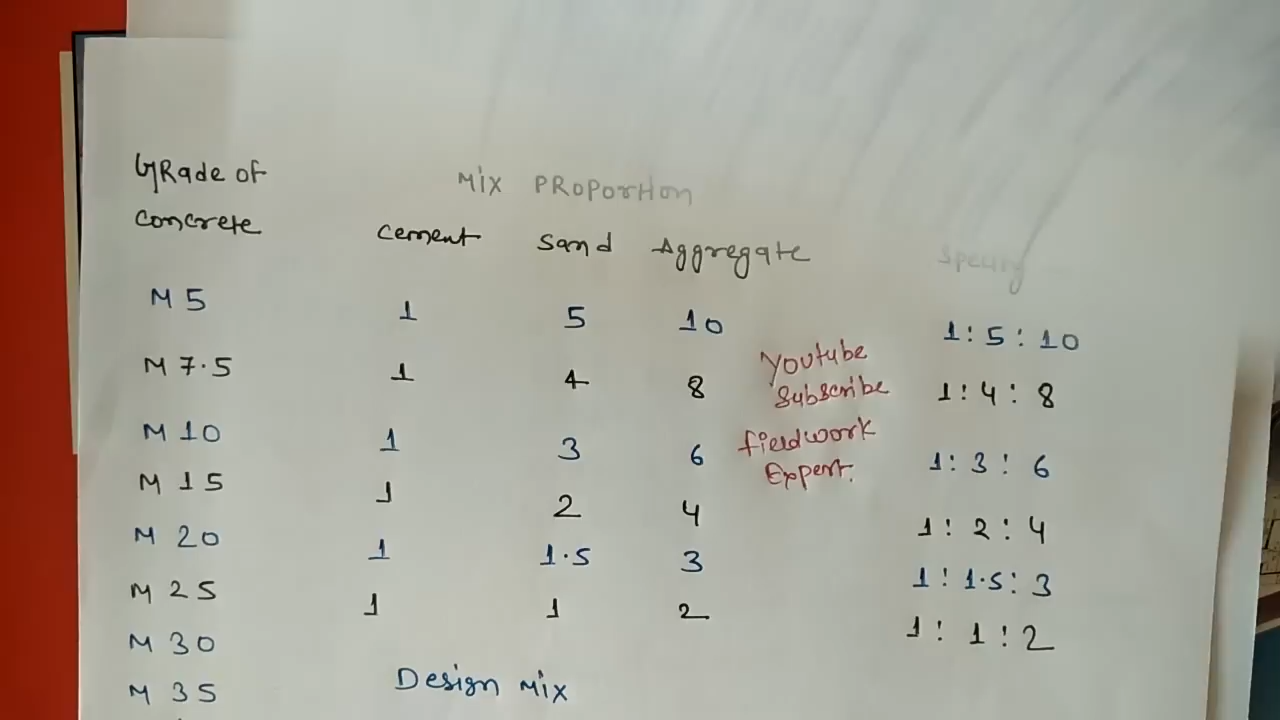 Grade of Concrete
Mix Proportion
Cement Sand Aggregate
M 5 1 5 10 1:5:10
M 7.5 1 4 8 1:4:8
M 10 1 3 6 1:3:6
M 15 1 2 4 1:2:4
M 20 1 1.5 3 1:1.5:3
M 25 1 1 2 1:1:2
M 30
M 35
Design Mix
Youtube
Subscribe
fieldwork
Expert.